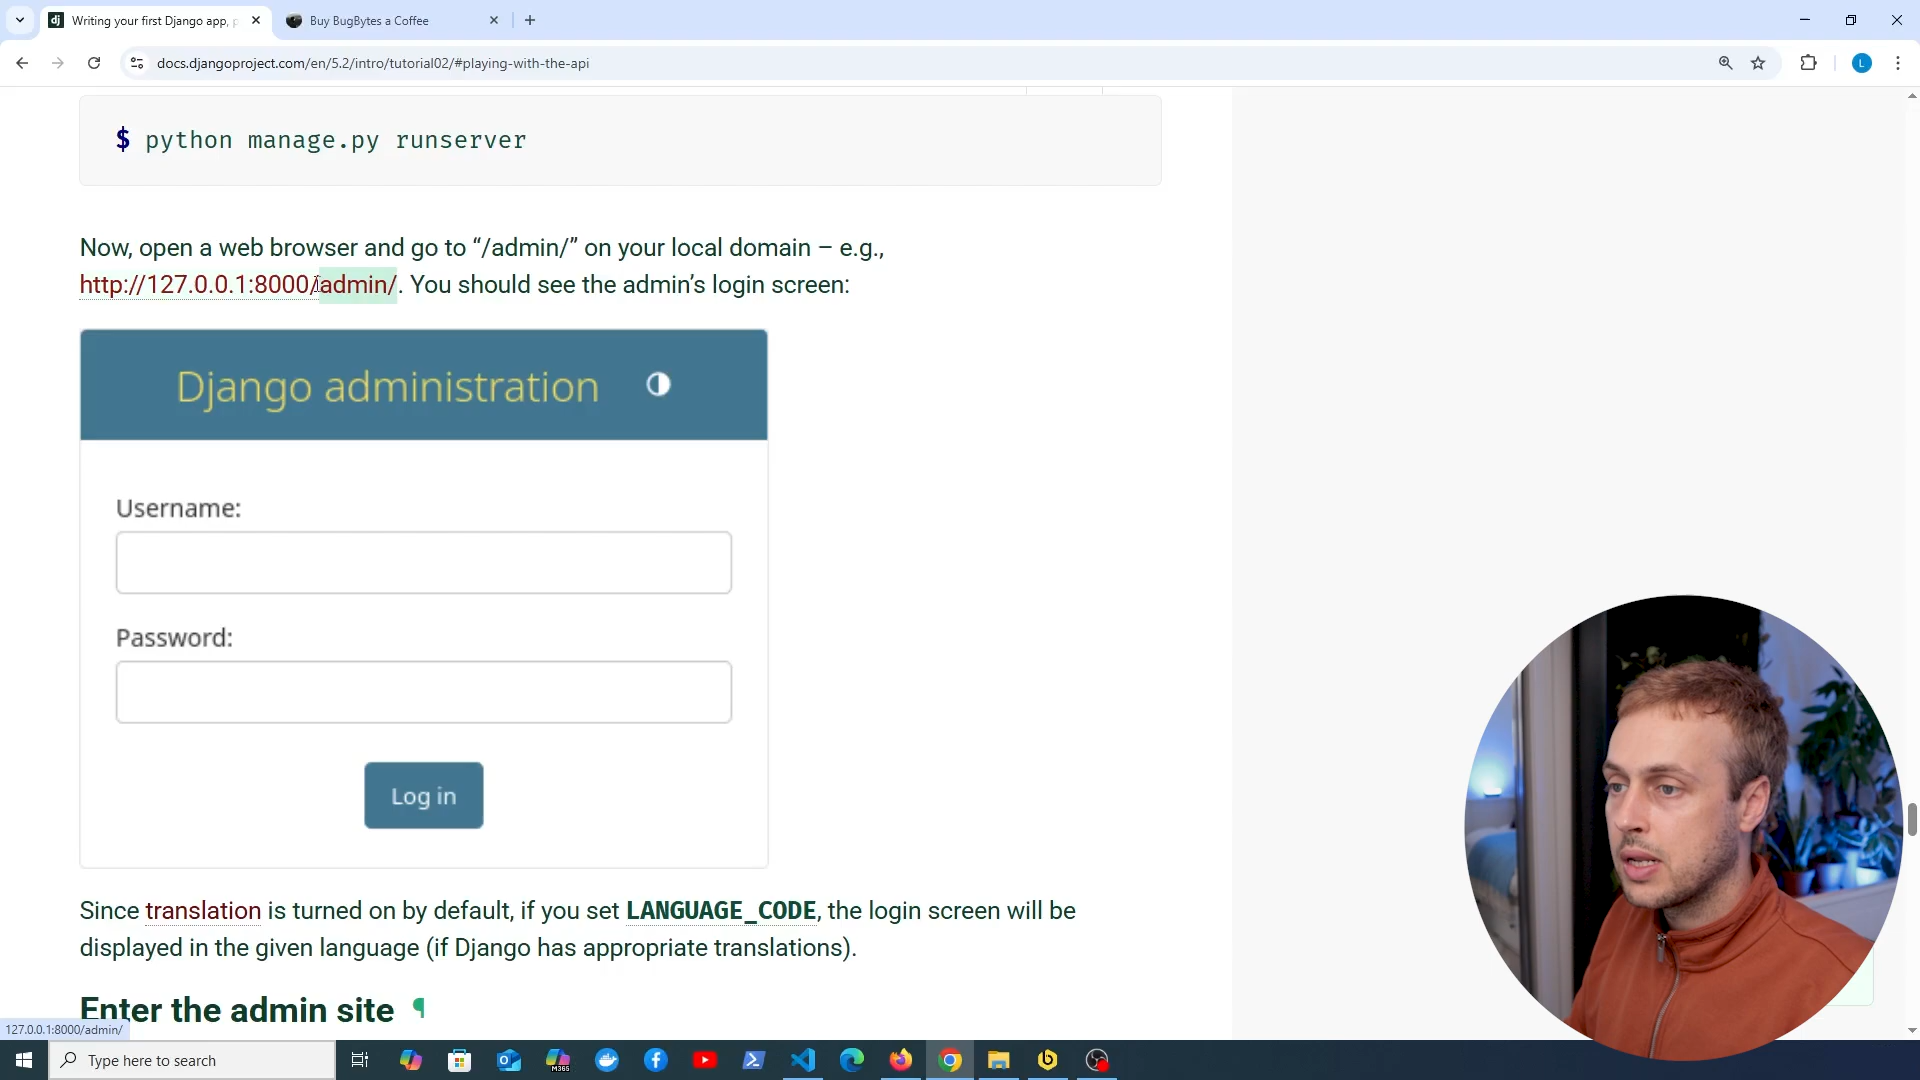 Writing your first Django app, p
Buy BugBytes a Coffee
docs.djangoproject.com/en/5.2/intro/tutorial02/#playing-with-the-api
L
$ python manage.py runserver
Now, open a web browser and go to “/admin/” on your local domain – e.g.,
http://127.0.0.1:8000/admin/. You should see the admin’s login screen:
Django administration
Username:
Password:
Log in
Since translation is turned on by default, if you set LANGUAGE_CODE, the login screen will be
displayed in the given language (if Django has appropriate translations).
Enter the admin site ¶
127.0.0.1:8000/admin/
Type here to search
M365